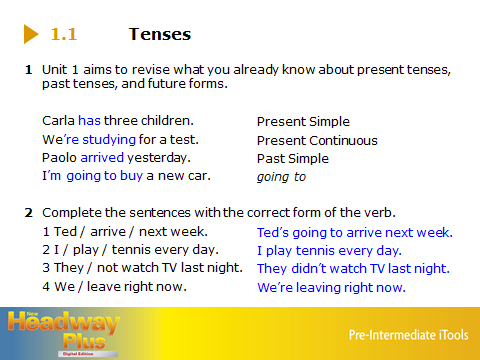 1.1 Tenses
1 Unit 1 aims to revise what you already know about present tenses,
past tenses, and future forms.
Carla has three children. Present Simple
We're studying for a test. Present Continuous
Paolo arrived yesterday. Past Simple
I'm going to buy a new car. going to
2 Complete the sentences with the correct form of the verb.
1 Ted / arrive / next week. Ted's going to arrive next week.
2 I / play / tennis every day. I play tennis every day.
3 They / not watch TV last night. They didn't watch TV last night.
4 We / leave right now. We're leaving right now.
New
Headway
Plus
Digital Edition
Pre-Intermediate iTools